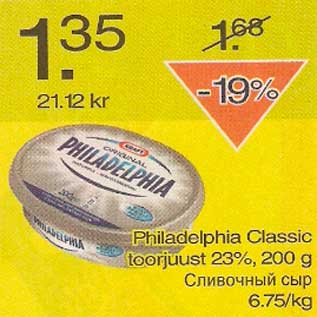 1.35
1.68
21.12 kr
-19%
KRAFT
ORIGINAL
PHILADELPHIA
PHILADELPHIA
Philadelphia Classic
toorjuust 23%, 200 g
Сливочный сыр
6.75/kg